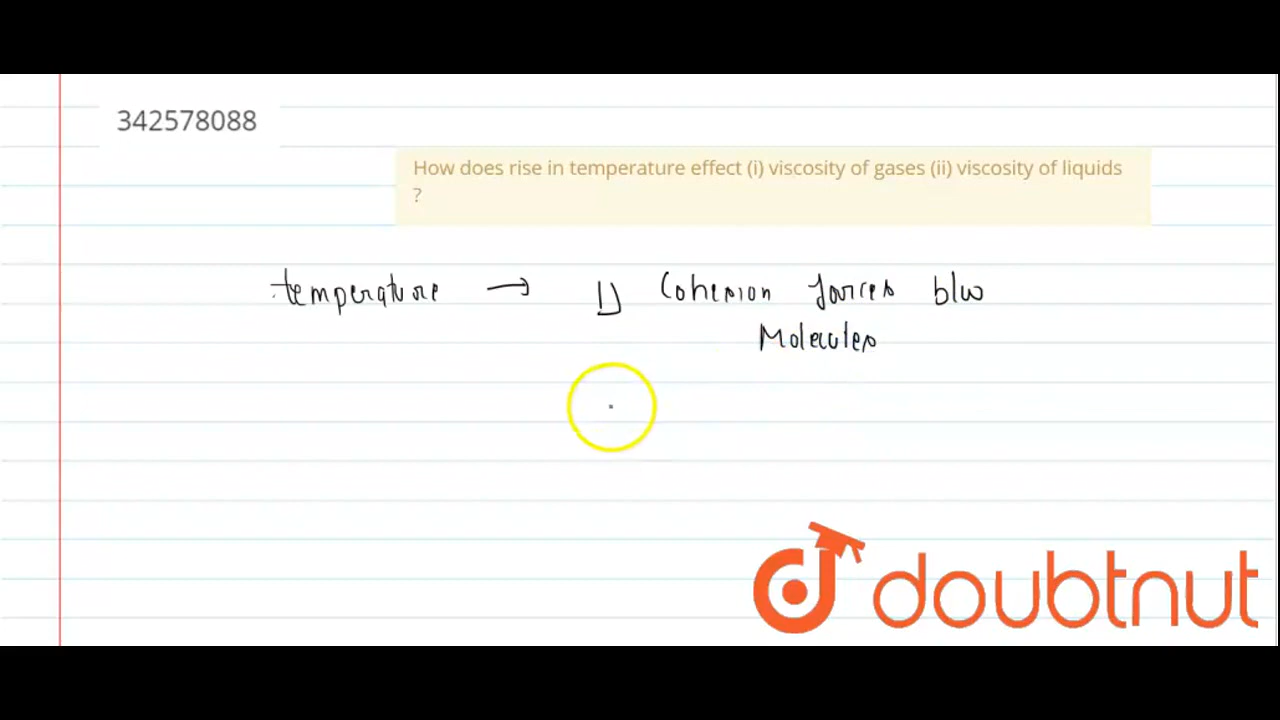 342578088
How does rise in temperature effect (i) viscosity of gases (ii) viscosity of liquids
?
temperature → 1) Cohesion forces b/w
Molecules
doubtnut